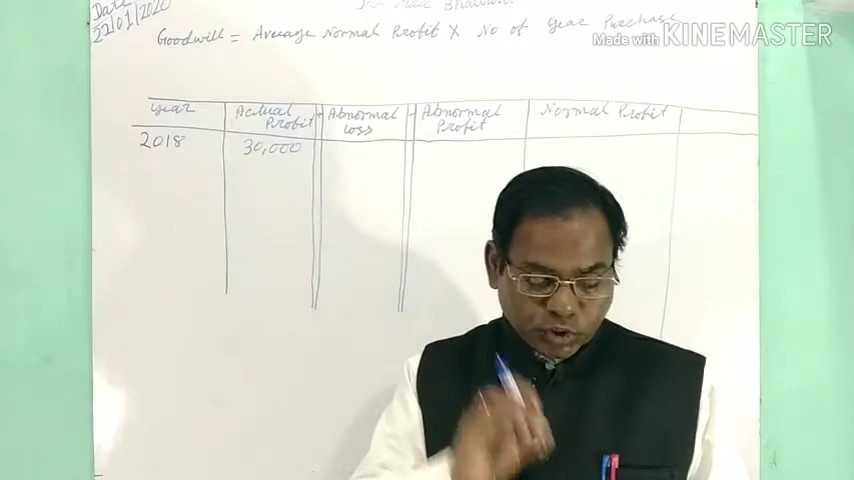 Date
22/01/2020
Goodwill = Average Normal Profit X No of year Purchase
Made with KINEMASTER
year Actual Profit + Abnormal loss - Abnormal Profit Normal Profit
2018 30,000